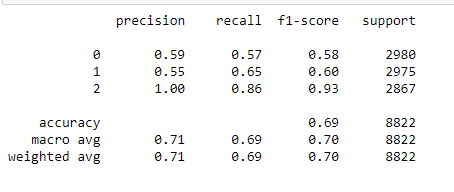 precision recall f1-score support
0 0.59 0.57 0.58 2980
1 0.55 0.65 0.60 2975
2 1.00 0.86 0.93 2867
accuracy 0.69 8822
macro avg 0.71 0.69 0.70 8822
weighted avg 0.71 0.69 0.70 8822